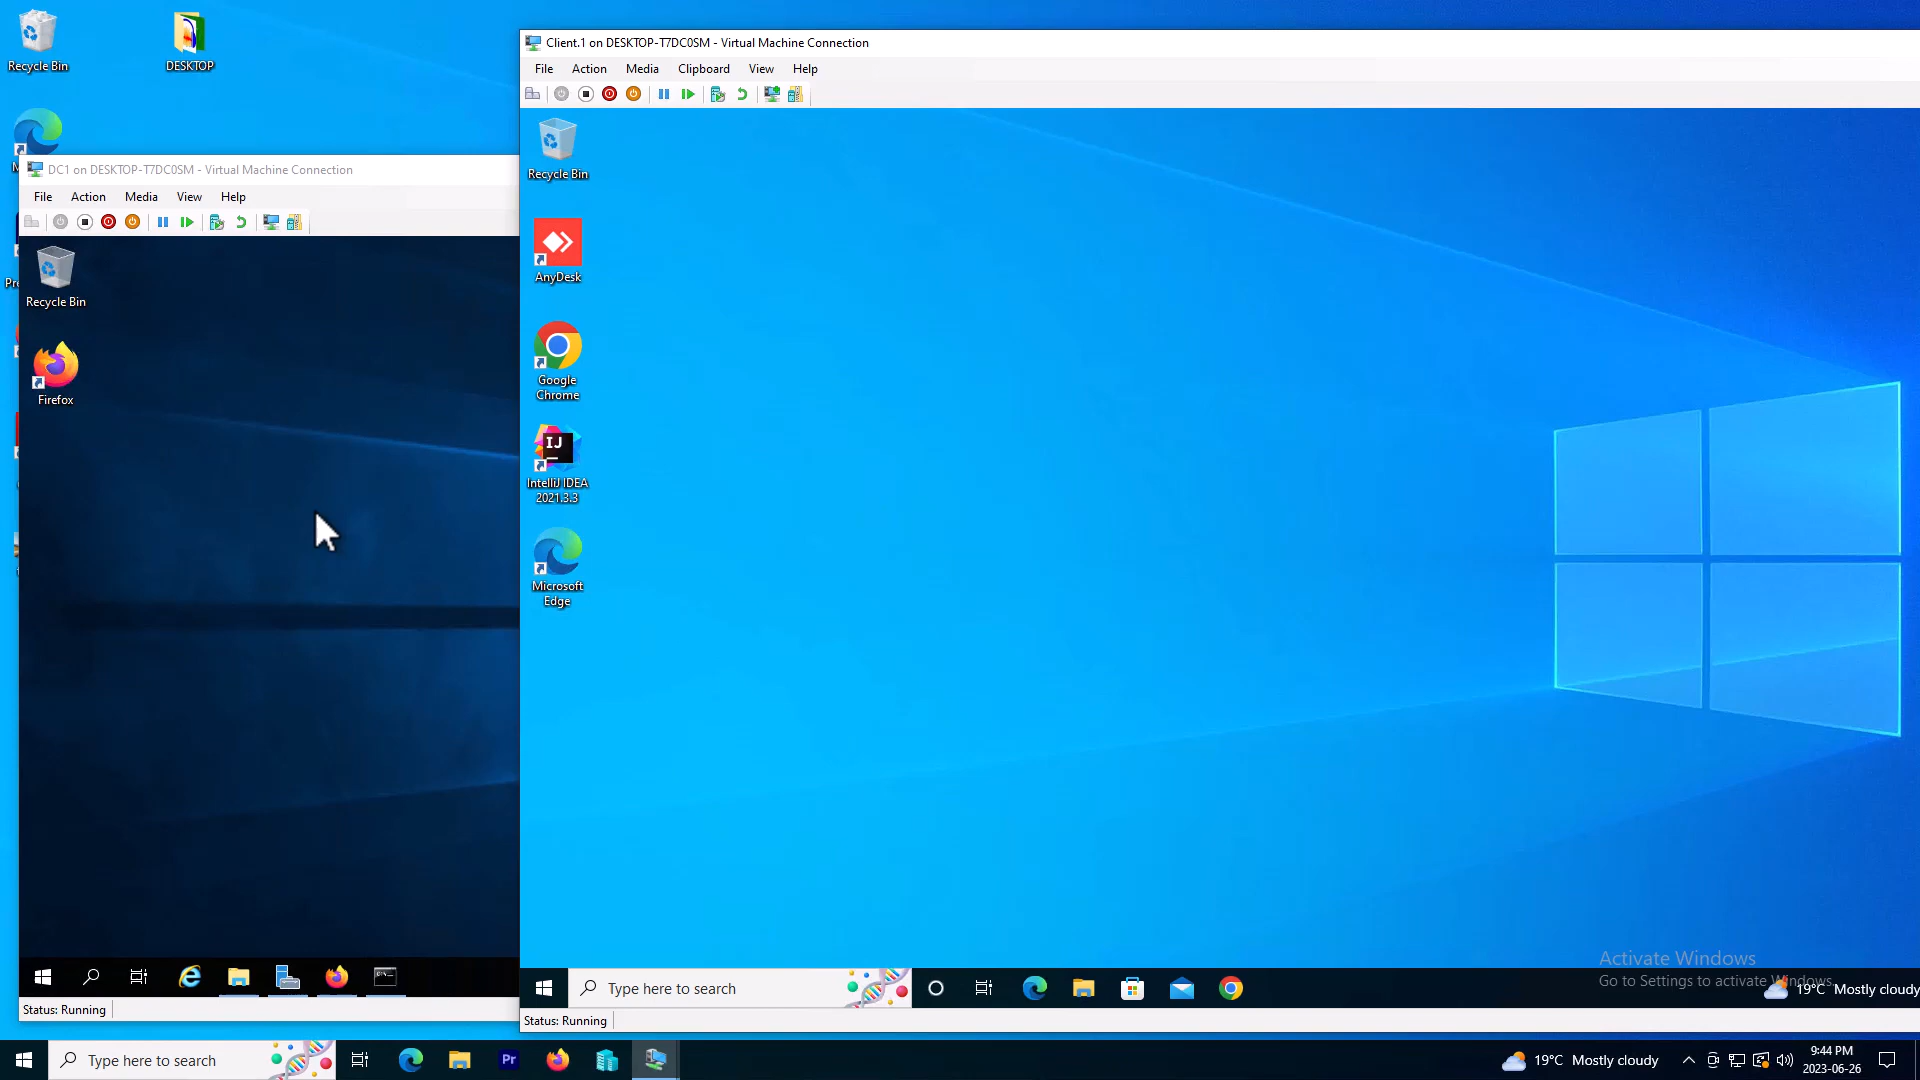 Recycle Bin
DESKTOP
Client.1 on DESKTOP-T7DC0SM - Virtual Machine Connection
File Action Media Clipboard View Help
Recycle Bin
AnyDesk
Google
Chrome
IJ
IntelliJ IDEA
2021.3.3
Microsoft
Edge
Activate Windows
Go to Settings to activate Windows.
Type here to search
19°C Mostly cloudy
Status: Running
DC1 on DESKTOP-T7DC0SM - Virtual Machine Connection
File Action Media View Help
Recycle Bin
Firefox
Status: Running
Type here to search
Pr
19°C Mostly cloudy
9:44 PM
2023-06-26